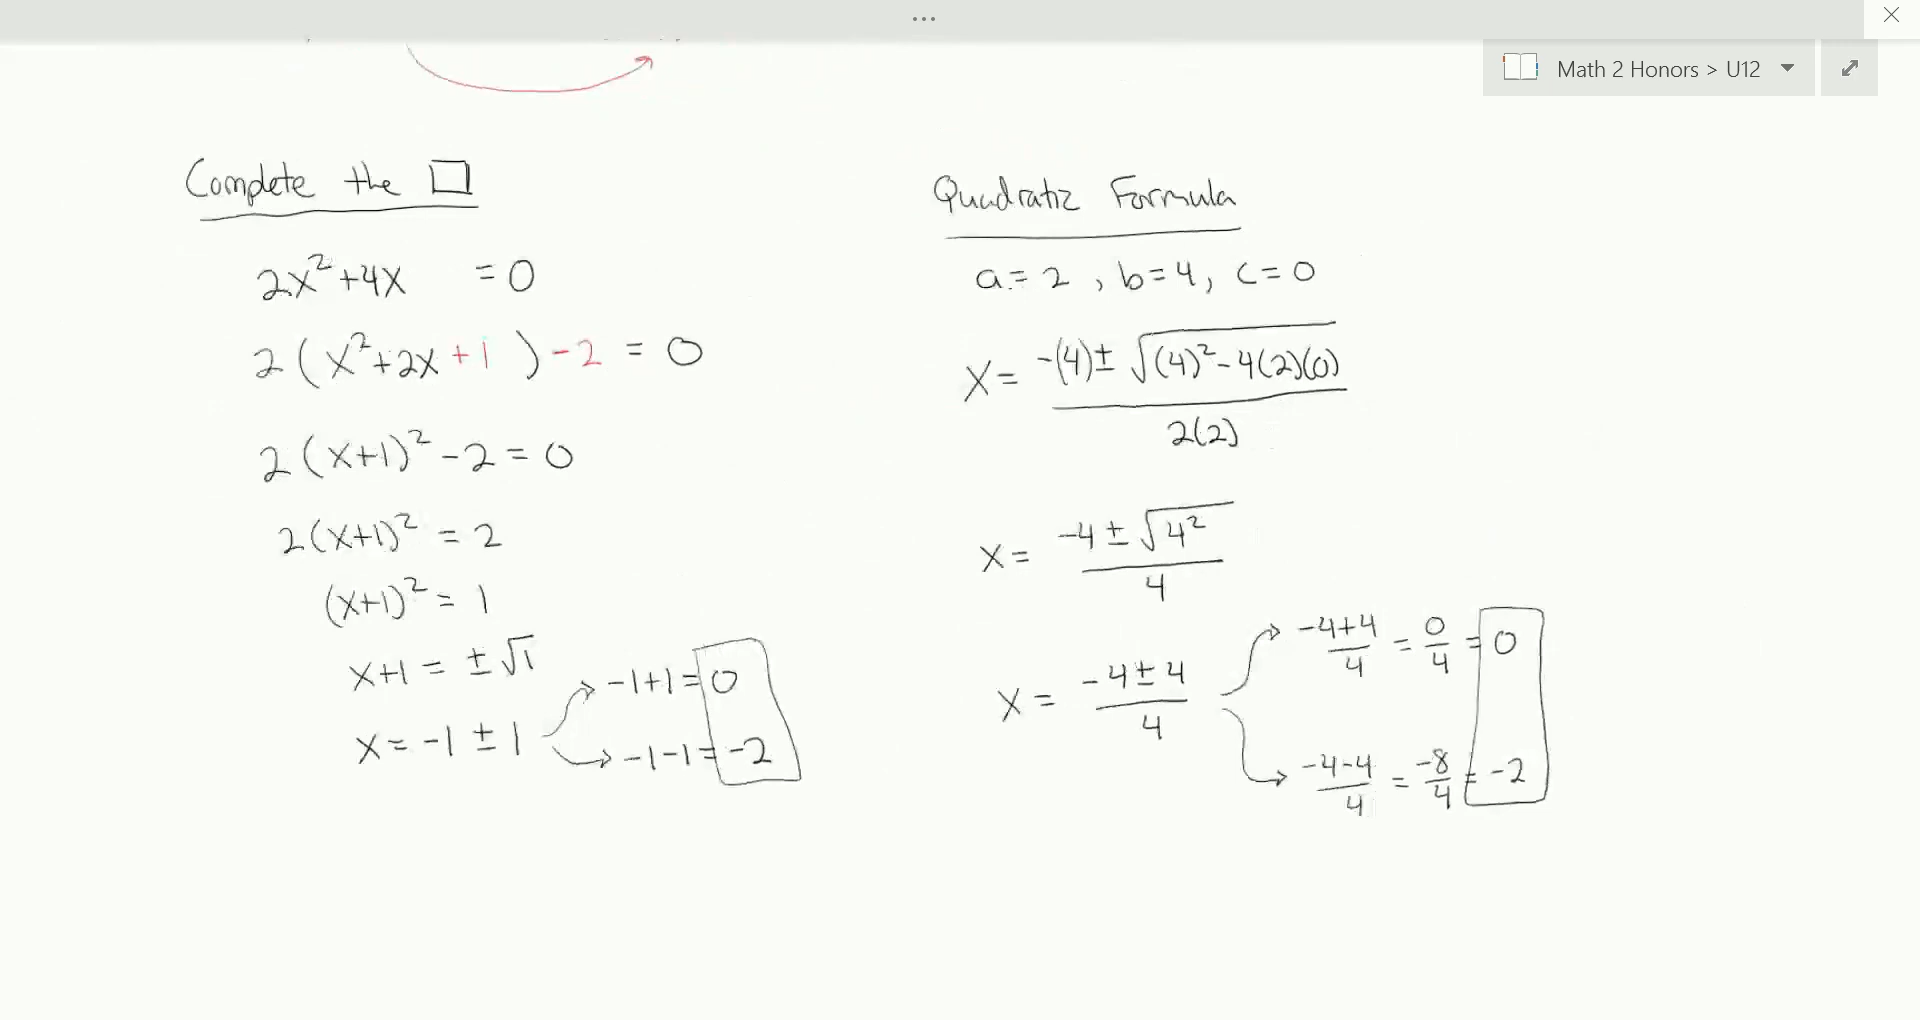 ...
Math 2 Honors > U12
Complete the □
2x²+4x = 0
2(x²+2x+1) -2 = 0
2(x+1)² -2 = 0
2(x+1)² = 2
(x+1)² = 1
x+1 = ±√1
x = -1 ± 1
-1+1 = 0
-1-1 = -2
Quadratic Formula
a = 2 , b = 4, c = 0
x = (-(4) ± √((4)² - 4(2)(0))) / 2(2)
x = (-4 ± √(4²)) / 4
x = (-4 ± 4) / 4
(-4+4)/4 = 0/4 = 0
(-4-4)/4 = -8/4 = -2